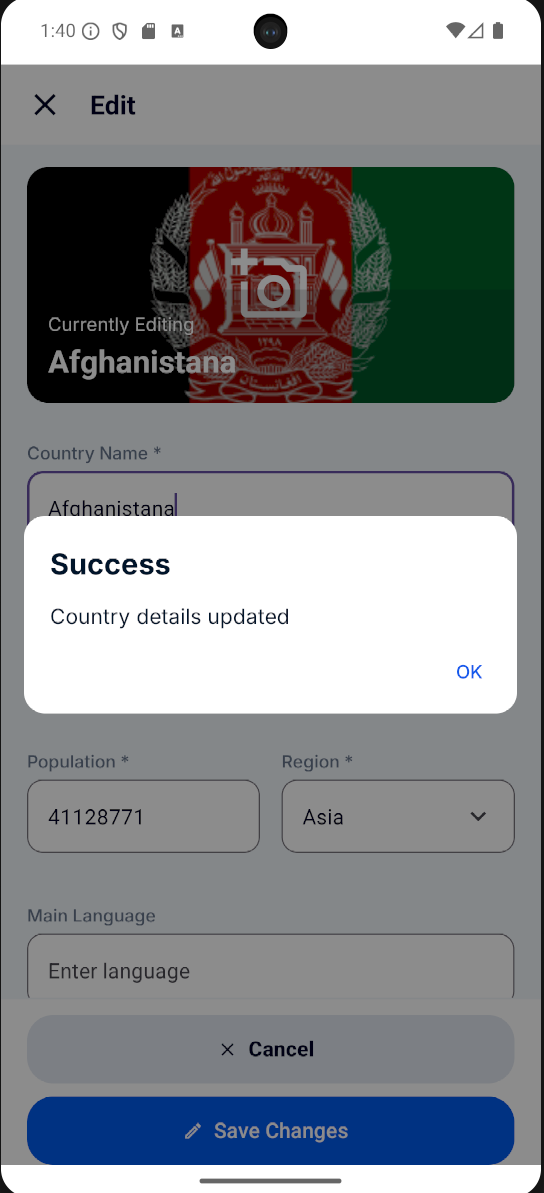 1:40
Edit
Currently Editing
Afghanistana
Country Name *
Afghanistana
Success
Country details updated
OK
Population *
Region *
41128771
Asia
Main Language
Enter language
Cancel
Save Changes